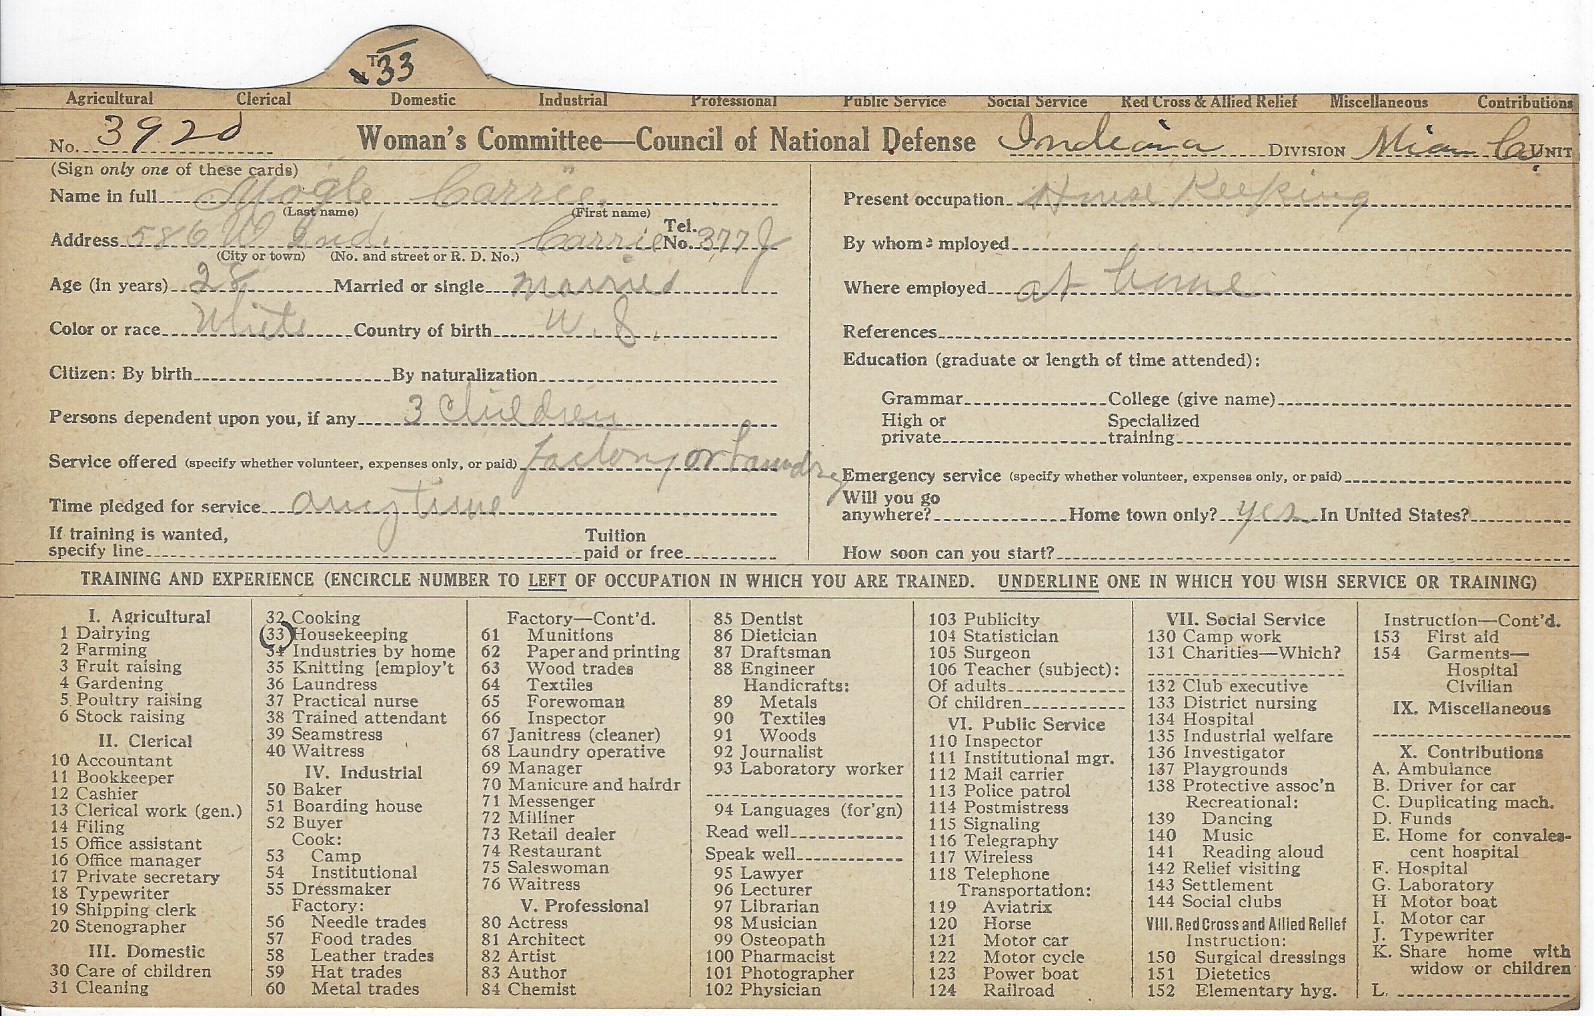 T
33
Agricultural Clerical Domestic Industrial Professional Public Service Social Service Red Cross & Allied Relief Miscellaneous Contributions
No. 3920 Woman's Committee—Council of National Defense Indiana DIVISION Miami Co. UNIT
(Sign only one of these cards)
Name in full Mogle Carrie
(Last name) (First name)
Address 586 W Ind. Carrie Tel. No. 377J
(City or town) (No. and street or R. D. No.)
Age (in years) 28 Married or single married
Color or race White Country of birth U. S.
Citizen: By birth By naturalization
Persons dependent upon you, if any 3 children
Service offered (specify whether volunteer, expenses only, or paid) factory or Laundry
Time pledged for service any time
If training is wanted, specify line Tuition paid or free
Present occupation House Keeping
By whom employed
Where employed at home
References
Education (graduate or length of time attended):
Grammar College (give name)
High or private Specialized training
Emergency service (specify whether volunteer, expenses only, or paid)
Will you go anywhere? Home town only? yes In United States?
How soon can you start?
TRAINING AND EXPERIENCE (ENCIRCLE NUMBER TO LEFT OF OCCUPATION IN WHICH YOU ARE TRAINED. UNDERLINE ONE IN WHICH YOU WISH SERVICE OR TRAINING)
I. Agricultural
1 Dairying
2 Farming
3 Fruit raising
4 Gardening
5 Poultry raising
6 Stock raising
II. Clerical
10 Accountant
11 Bookkeeper
12 Cashier
13 Clerical work (gen.)
14 Filing
15 Office assistant
16 Office manager
17 Private secretary
18 Typewriter
19 Shipping clerk
20 Stenographer
III. Domestic
30 Care of children
31 Cleaning
32 Cooking
33 Housekeeping
34 Industries by home
35 Knitting [employ't
36 Laundress
37 Practical nurse
38 Trained attendant
39 Seamstress
40 Waitress
IV. Industrial
50 Baker
51 Boarding house
52 Buyer
Cook:
53 Camp
54 Institutional
55 Dressmaker
Factory:
56 Needle trades
57 Food trades
58 Leather trades
59 Hat trades
60 Metal trades
Factory—Cont'd.
61 Munitions
62 Paper and printing
63 Wood trades
64 Textiles
65 Forewoman
66 Inspector
67 Janitress (cleaner)
68 Laundry operative
69 Manager
70 Manicure and hairdr
71 Messenger
72 Milliner
73 Retail dealer
74 Restaurant
75 Saleswoman
76 Waitress
V. Professional
80 Actress
81 Architect
82 Artist
83 Author
84 Chemist
85 Dentist
86 Dietician
87 Draftsman
88 Engineer
Handicrafts:
89 Metals
90 Textiles
91 Woods
92 Journalist
93 Laboratory worker
94 Languages (for'gn)
Read well
Speak well
95 Lawyer
96 Lecturer
97 Librarian
98 Musician
99 Osteopath
100 Pharmacist
101 Photographer
102 Physician
103 Publicity
104 Statistician
105 Surgeon
106 Teacher (subject):
Of adults
Of children
VI. Public Service
110 Inspector
111 Institutional mgr.
112 Mail carrier
113 Police patrol
114 Postmistress
115 Signaling
116 Telegraphy
117 Wireless
118 Telephone
Transportation:
119 Aviatrix
120 Horse
121 Motor car
122 Motor cycle
123 Power boat
124 Railroad
VII. Social Service
130 Camp work
131 Charities—Which?
132 Club executive
133 District nursing
134 Hospital
135 Industrial welfare
136 Investigator
137 Playgrounds
138 Protective assoc'n
Recreational:
139 Dancing
140 Music
141 Reading aloud
142 Relief visiting
143 Settlement
144 Social clubs
VIII. Red Cross and Allied Relief
Instruction:
150 Surgical dressings
151 Dietetics
152 Elementary hyg.
Instruction—Cont'd.
153 First aid
154 Garments—
Hospital
Civilian
IX. Miscellaneous
X. Contributions
A. Ambulance
B. Driver for car
C. Duplicating mach.
D. Funds
E. Home for convales-
cent hospital
F. Hospital
G. Laboratory
H Motor boat
I. Motor car
J. Typewriter
K. Share home with
widow or children
L.